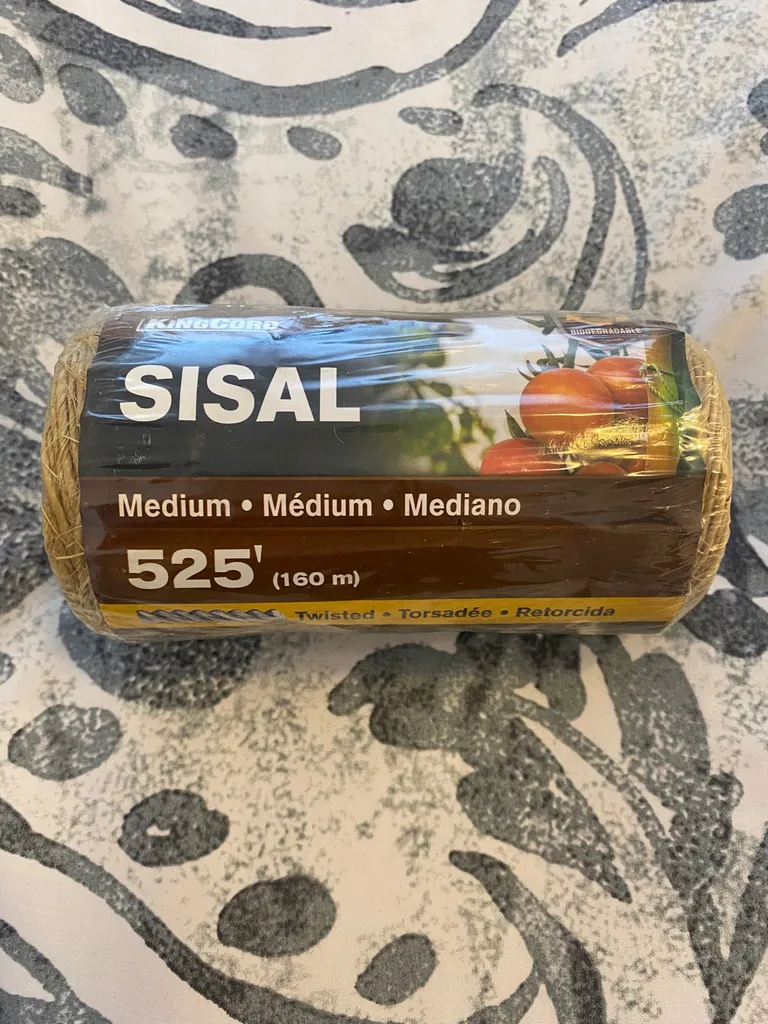 KINGCORD
BIODEGRADABLE
SISAL
Medium • Médium • Mediano
525' (160 m)
Twisted • Torsadée • Retorcida